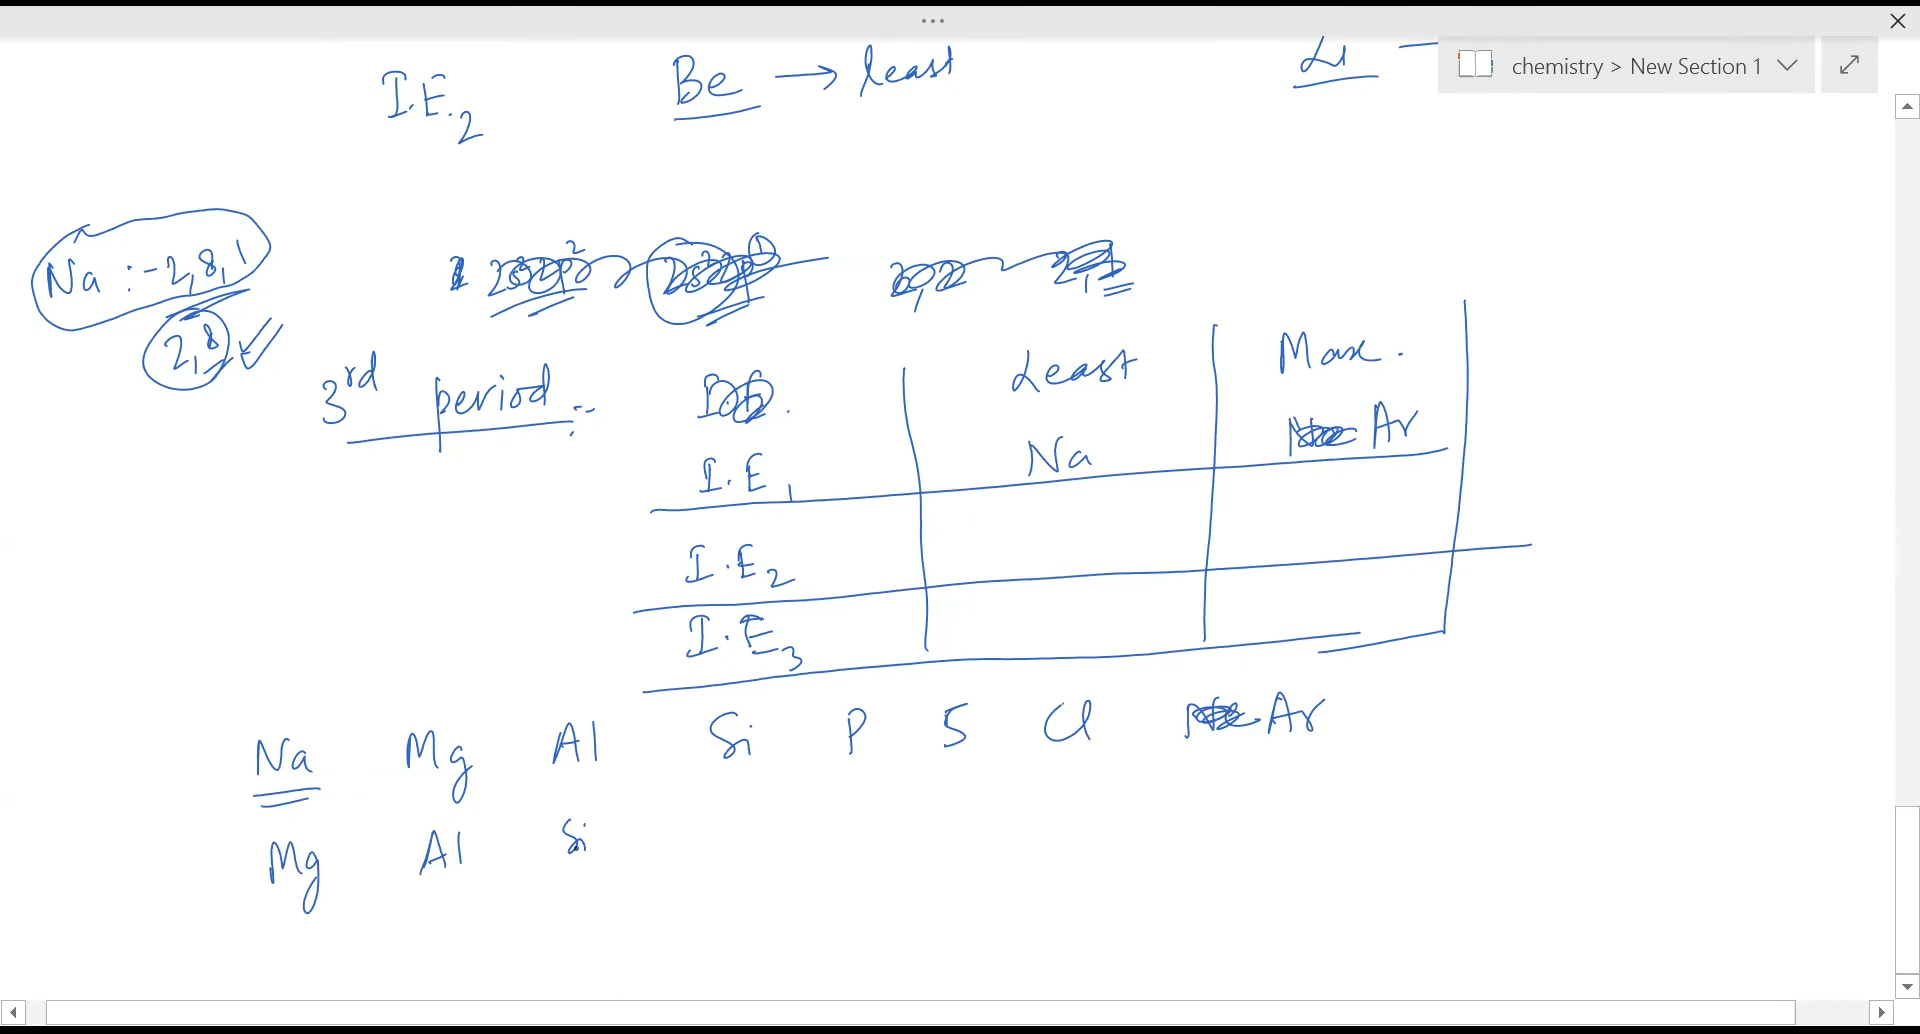 I.E.2 Be → least Li
chemistry > New Section 1
Na :- 2,8,1
2,8
3rd period :- Least Max.
I.E1 Na Ar
I.E2
I.E3
Na Mg Al Si P S Cl Ar
Mg Al Si